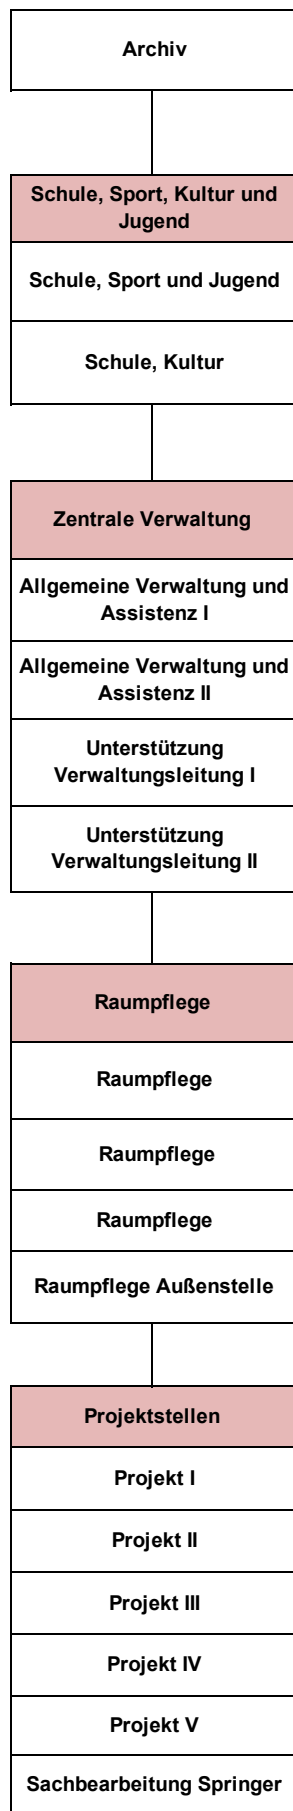 Archiv
Schule, Sport, Kultur und
Jugend
Schule, Sport und Jugend
Schule, Kultur
Zentrale Verwaltung
Allgemeine Verwaltung und
Assistenz I
Allgemeine Verwaltung und
Assistenz II
Unterstützung
Verwaltungsleitung I
Unterstützung
Verwaltungsleitung II
Raumpflege
Raumpflege
Raumpflege
Raumpflege
Raumpflege Außenstelle
Projektstellen
Projekt I
Projekt II
Projekt III
Projekt IV
Projekt V
Sachbearbeitung Springer